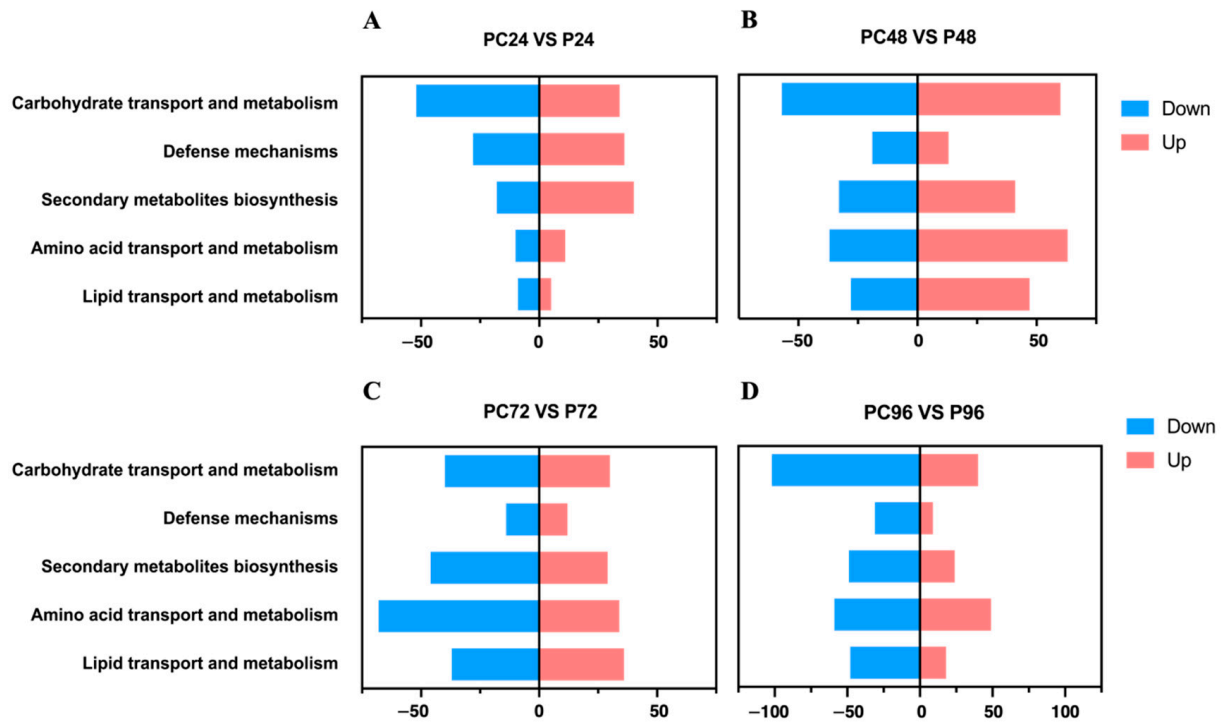 A
PC24 VS P24
B
PC48 VS P48
Carbohydrate transport and metabolism
Defense mechanisms
Secondary metabolites biosynthesis
Amino acid transport and metabolism
Lipid transport and metabolism
Down
Up
−50 0 50
−50 0 50
C
PC72 VS P72
D
PC96 VS P96
Carbohydrate transport and metabolism
Defense mechanisms
Secondary metabolites biosynthesis
Amino acid transport and metabolism
Lipid transport and metabolism
Down
Up
−50 0 50
−100 −50 0 50 100